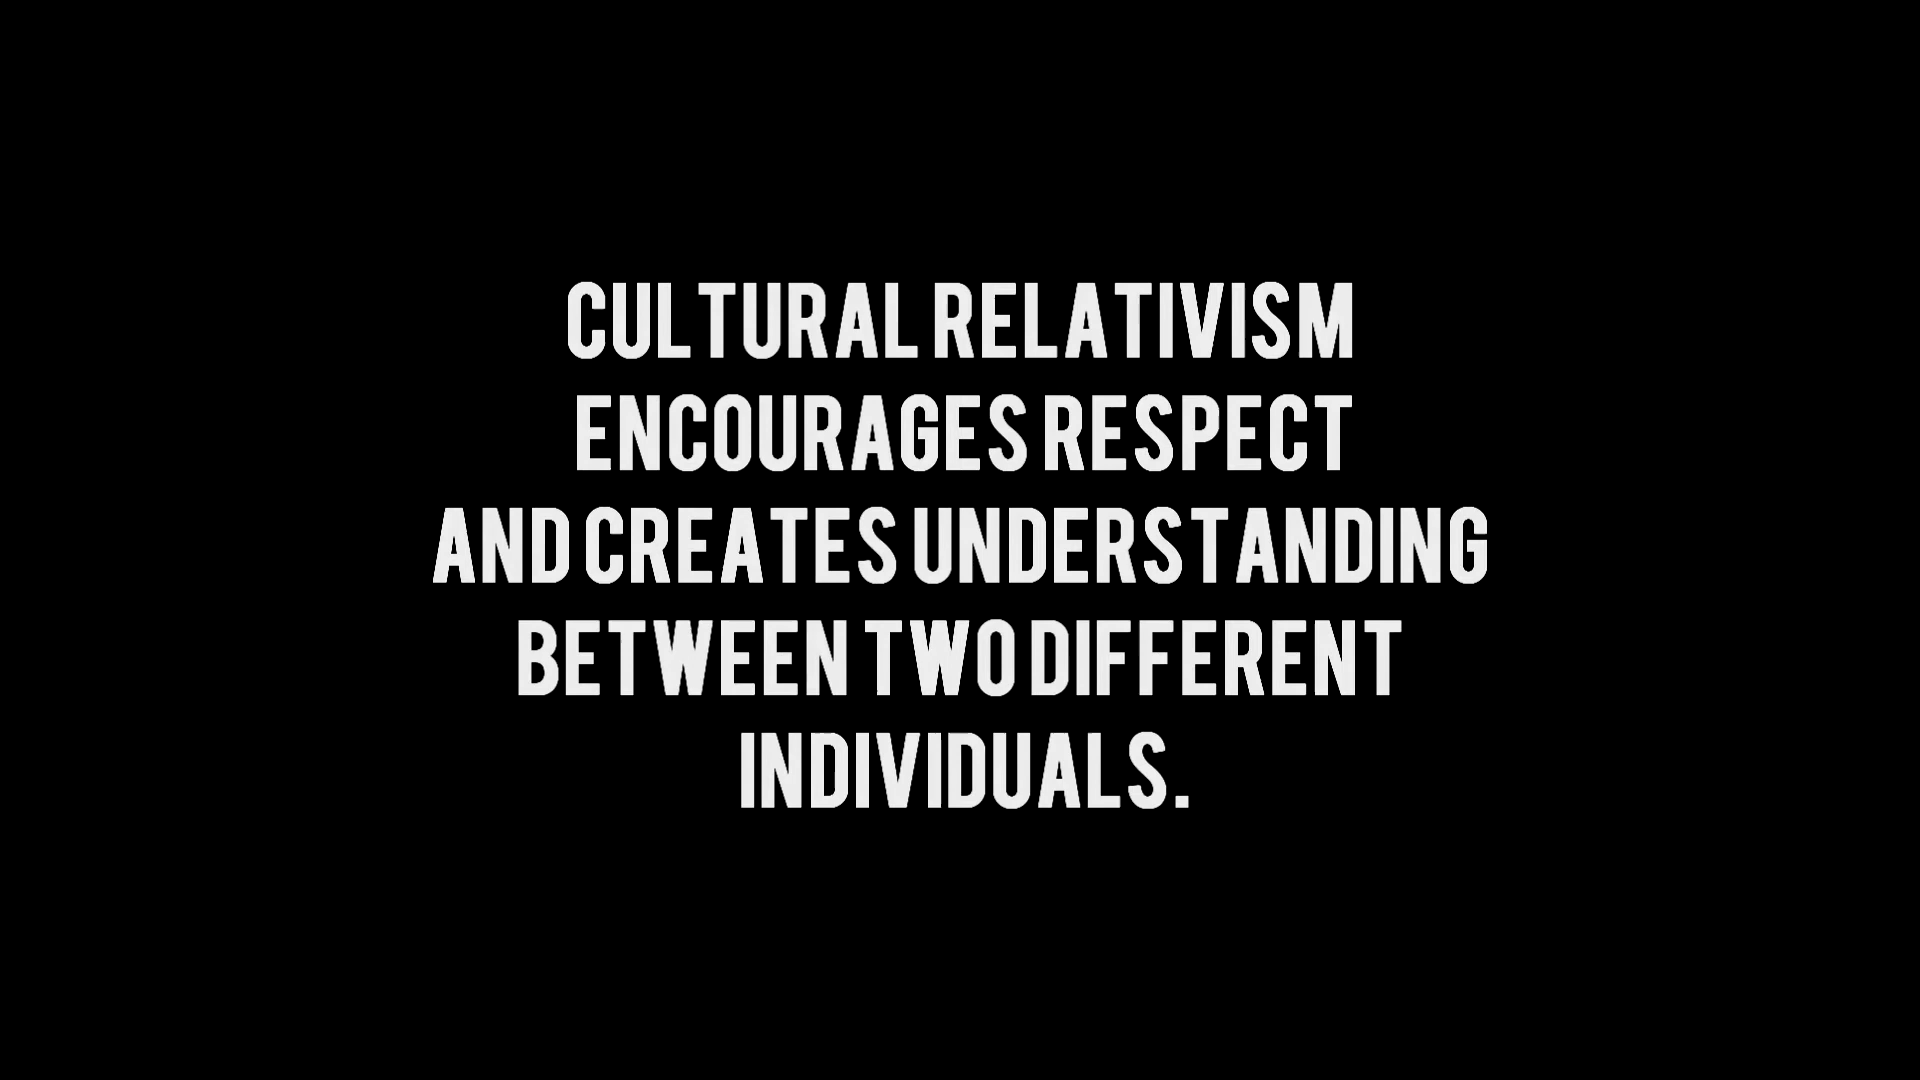 CULTURAL RELATIVISM
ENCOURAGES RESPECT
AND CREATES UNDERSTANDING
BETWEEN TWO DIFFERENT
INDIVIDUALS.